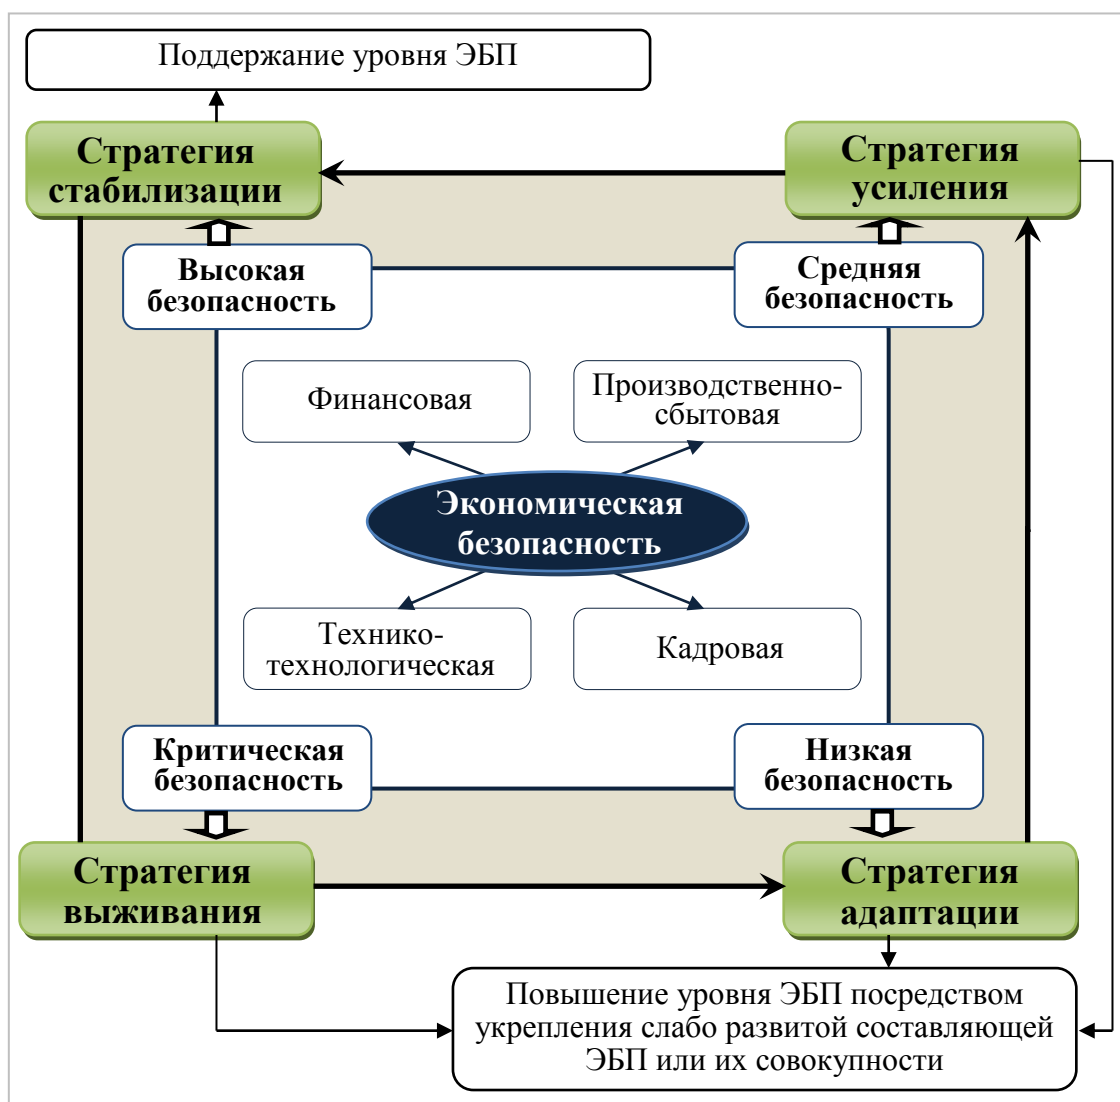 Поддержание уровня ЭБП
Стратегия
стабилизации
Стратегия
усиления
Высокая
безопасность
Средняя
безопасность
Финансовая
Производственно-
сбытовая
Экономическая
безопасность
Технико-
технологическая
Кадровая
Критическая
безопасность
Низкая
безопасность
Стратегия
выживания
Стратегия
адаптации
Повышение уровня ЭБП посредством
укрепления слабо развитой составляющей
ЭБП или их совокупности